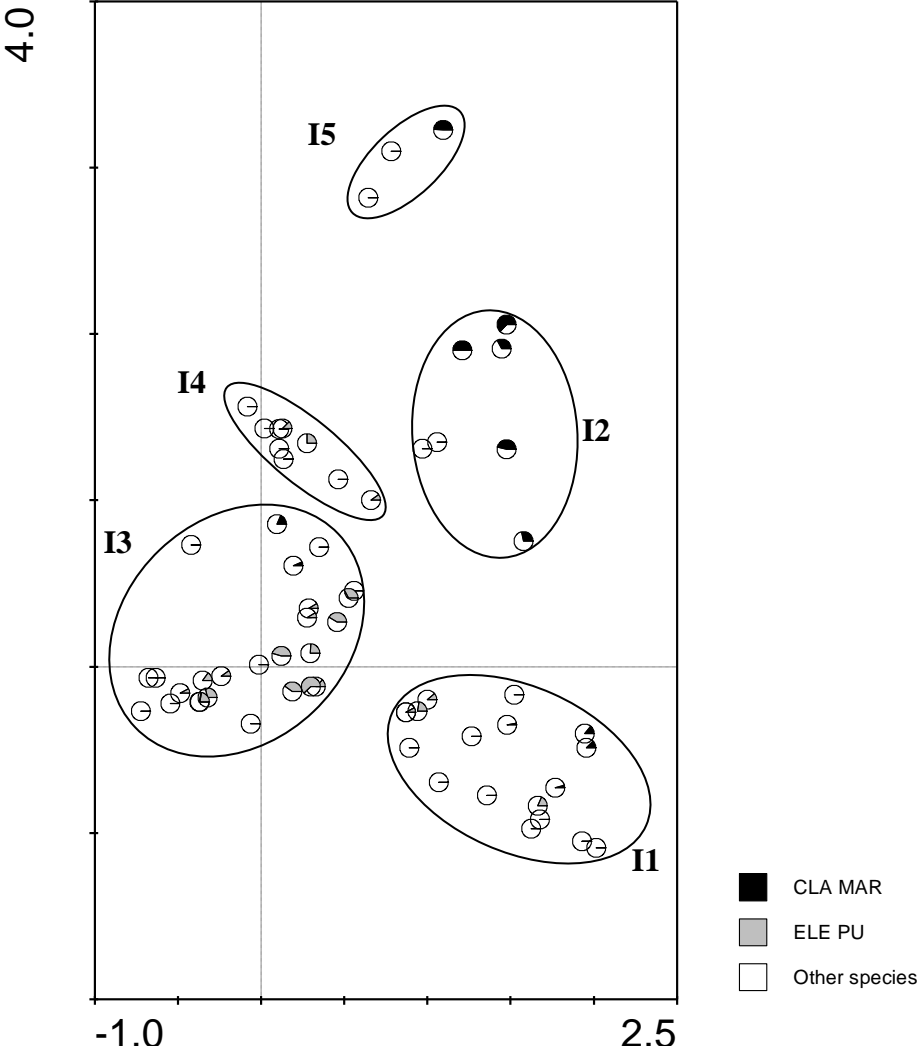 4.0
I5
I4
I2
I3
I1
CLA MAR
ELE PU
Other species
-1.0
2.5